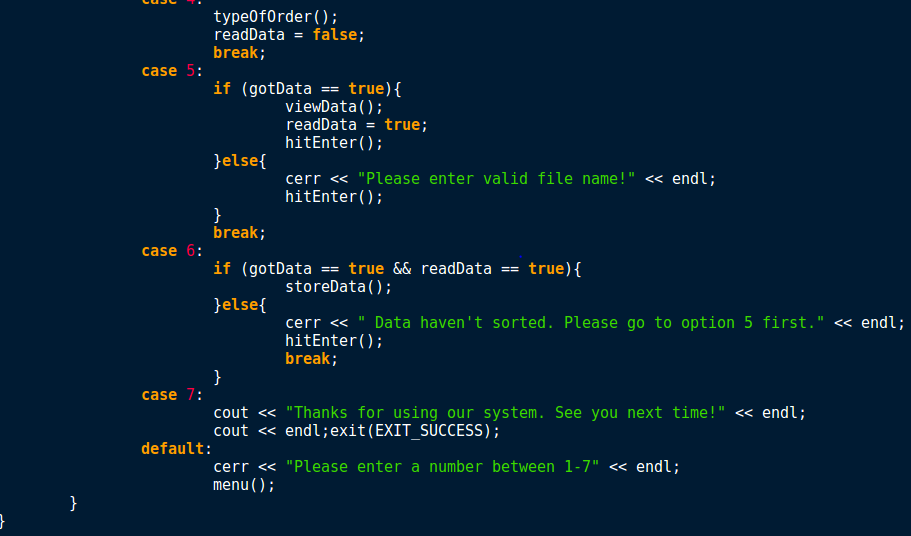 case 4:
typeOfOrder();
readData = false;
break;
case 5:
if (gotData == true){
viewData();
readData = true;
hitEnter();
}else{
cerr << "Please enter valid file name!" << endl;
hitEnter();
}
break;
case 6:
if (gotData == true && readData == true){
storeData();
}else{
cerr << " Data haven't sorted. Please go to option 5 first." << endl;
hitEnter();
break;
}
case 7:
cout << "Thanks for using our system. See you next time!" << endl;
cout << endl;exit(EXIT_SUCCESS);
default:
cerr << "Please enter a number between 1-7" << endl;
menu();
}
}